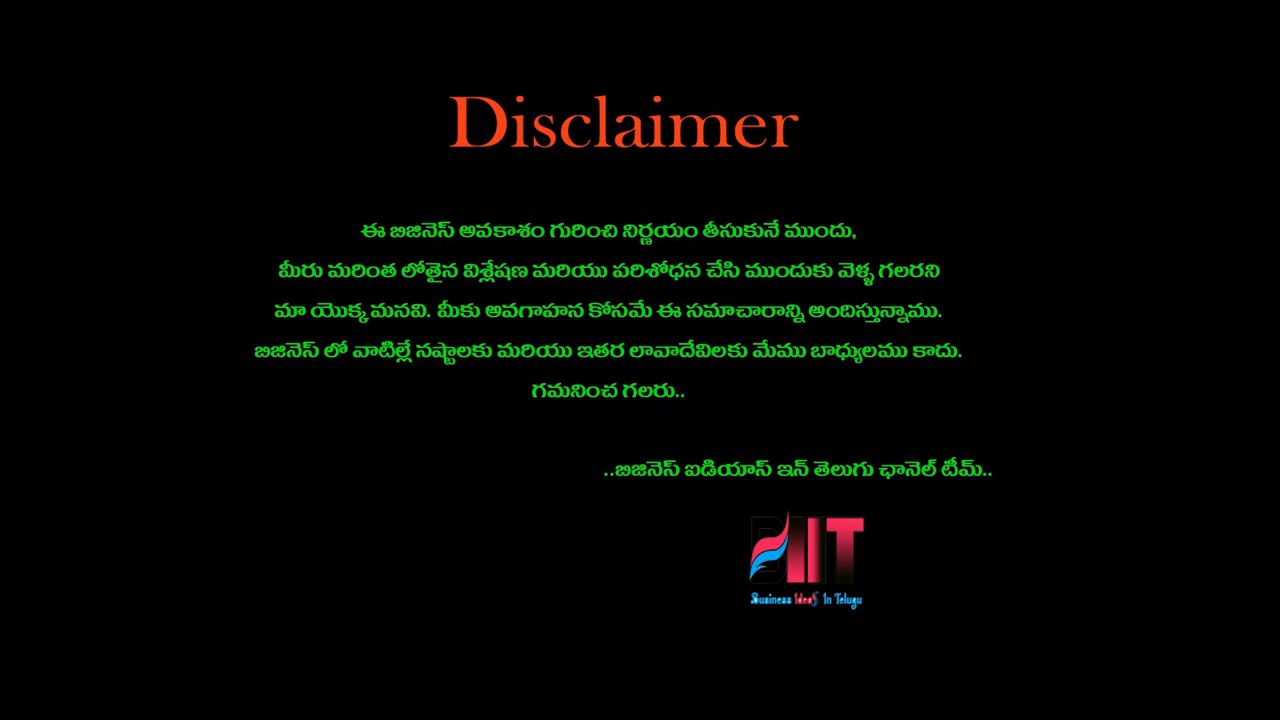 Disclaimer
ఈ బిజినెస్ అవకాశం గురించి నిర్ణయం తీసుకునే ముందు,
మీరు మరింత లోతైన విశ్లేషణ మరియు పరిశోధన చేసి ముందుకు వెళ్ళ గలరని
మా యొక్క మనవి. మీకు అవగాహన కోసమే ఈ సమాచారాన్ని అందిస్తున్నాము.
బిజినెస్ లో వాటిల్లే నష్టాలకు మరియు ఇతర లావాదేవిలకు మేము బాధ్యులము కాదు.
గమనించ గలరు..
..బిజినెస్ ఐడియాస్ ఇన్ తెలుగు ఛానెల్ టీమ్..
BIIT
Business Ideas In Telugu